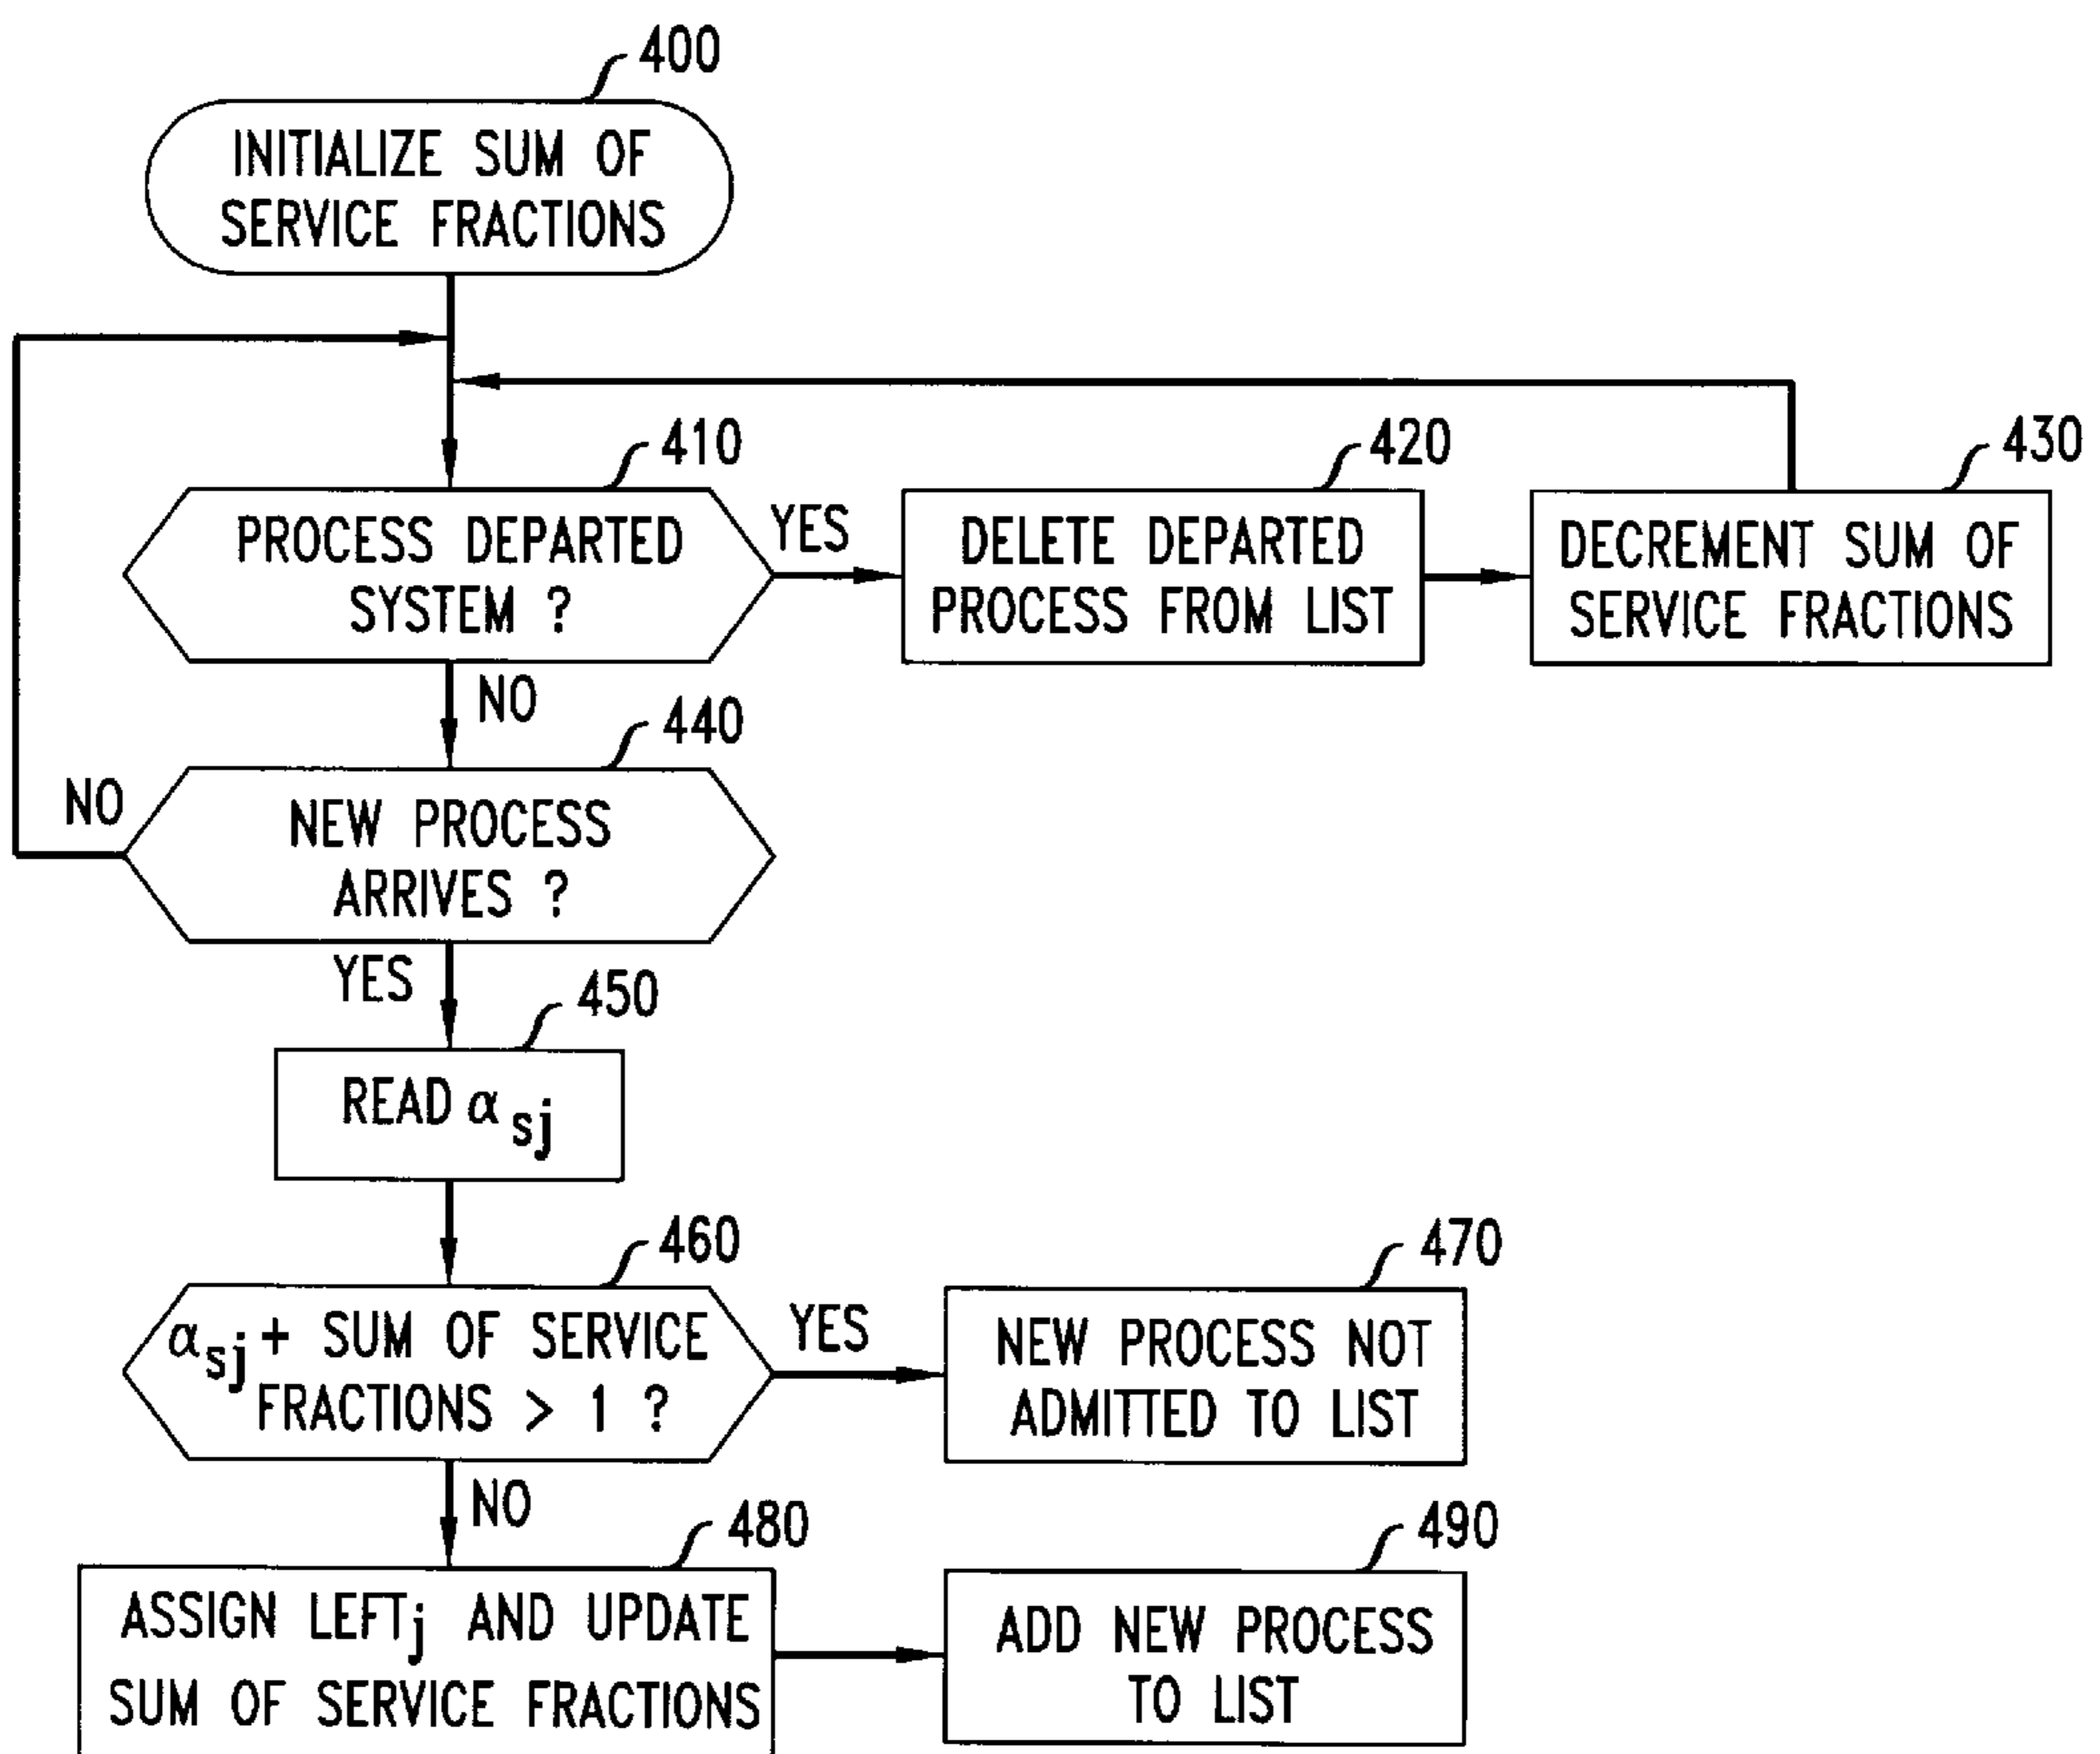 400
INITIALIZE SUM OF
SERVICE FRACTIONS
410
PROCESS DEPARTED
SYSTEM ?
YES
420
DELETE DEPARTED
PROCESS FROM LIST
430
DECREMENT SUM OF
SERVICE FRACTIONS
NO
440
NEW PROCESS
ARRIVES ?
NO
YES
450
READ α sj
460
αsj + SUM OF SERVICE
FRACTIONS > 1 ?
YES
470
NEW PROCESS NOT
ADMITTED TO LIST
NO
480
ASSIGN LEFTj AND UPDATE
SUM OF SERVICE FRACTIONS
490
ADD NEW PROCESS
TO LIST